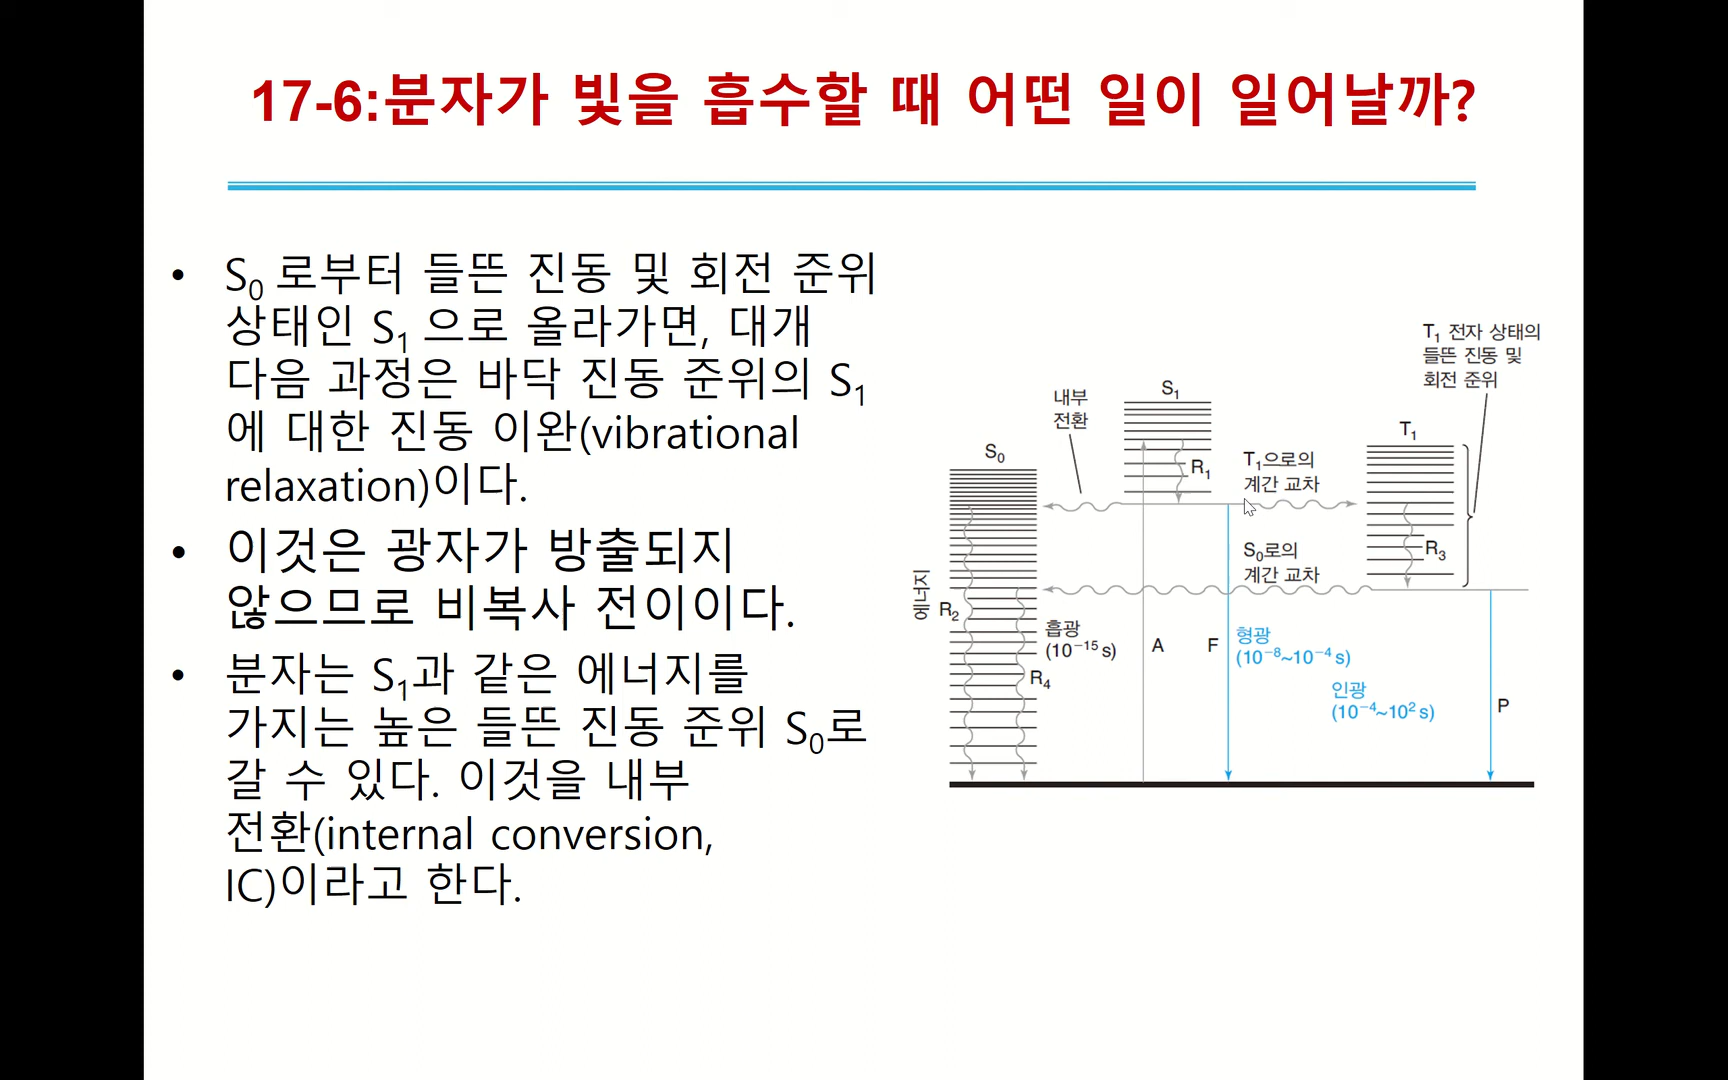 17-6:분자가 빛을 흡수할 때 어떤 일이 일어날까?
• S₀ 로부터 들뜬 진동 및 회전 준위
상태인 S₁ 으로 올라가면, 대개
다음 과정은 바닥 진동 준위의 S₁
에 대한 진동 이완(vibrational
relaxation)이다.
• 이것은 광자가 방출되지
않으므로 비복사 전이이다.
• 분자는 S₁과 같은 에너지를
가지는 높은 들뜬 진동 준위 S₀로
갈 수 있다. 이것을 내부
전환(internal conversion,
IC)이라고 한다.
T₁ 전자 상태의
들뜬 진동 및
회전 준위
내부
전환
S₁
S₀
T₁
R₁
T₁으로의
계간 교차
S₀로의
계간 교차
R₃
에너지
R₂
흡광
(10⁻¹⁵ s)
A
F
형광
(10⁻⁸~10⁻⁴ s)
R₄
인광
(10⁻⁴~10² s)
P